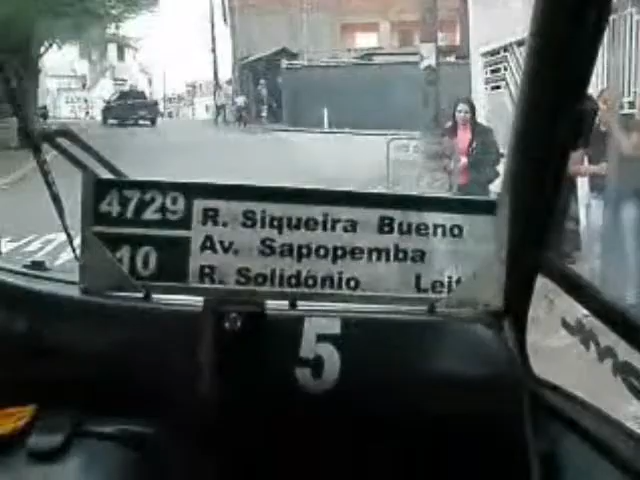 4729
10
R. Siqueira Bueno
Av. Sapopemba
R. Solidônio
5